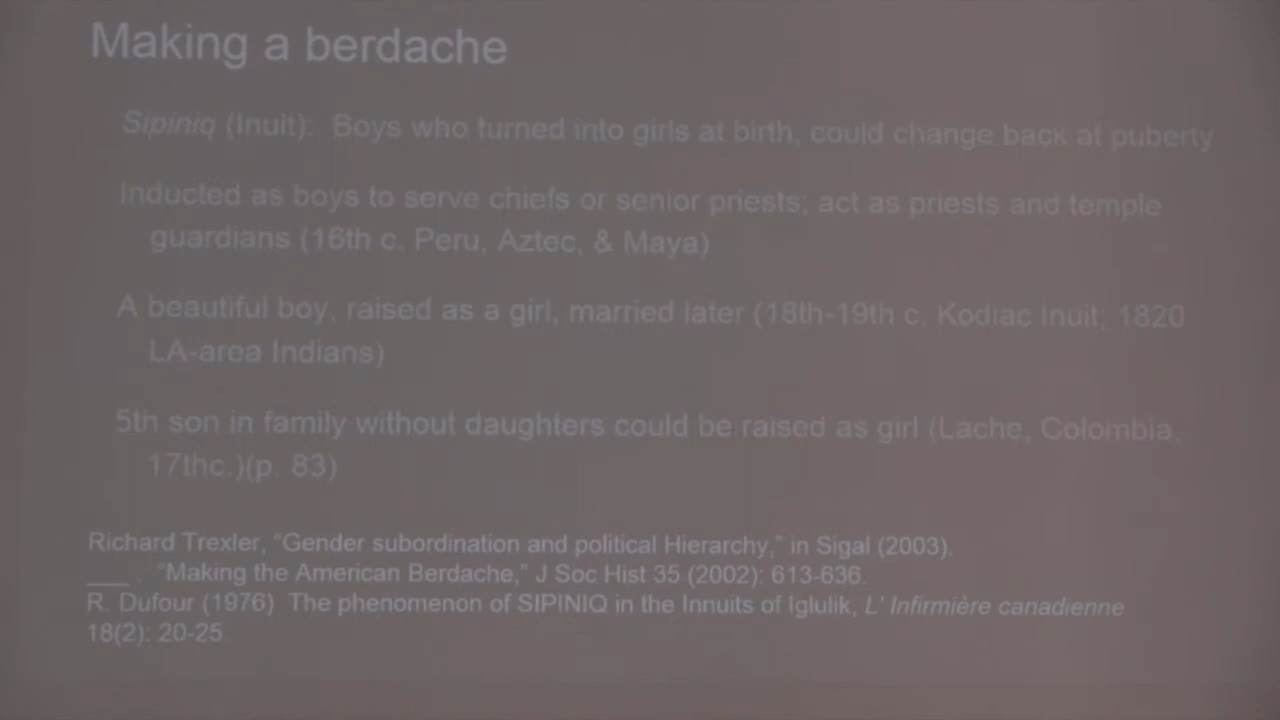 Making a berdache
Sipiniq (Inuit): Boys who turned into girls at birth, could change back at puberty
Inducted as boys to serve chiefs or senior priests; act as priests and temple
guardians (16th c. Peru, Aztec, & Maya)
A beautiful boy, raised as a girl, married later (18th-19th c. Kodiac Inuit; 1820
LA-area Indians)
5th son in family without daughters could be raised as girl (Lache, Colombia,
17thc.)(p. 83)
Richard Trexler, "Gender subordination and political Hierarchy," in Sigal (2003).
___ . "Making the American Berdache," J Soc Hist 35 (2002): 613-636.
R. Dufour (1976) The phenomenon of SIPINIQ in the Innuits of Iglulik, L' Infirmière canadienne
18(2): 20-25